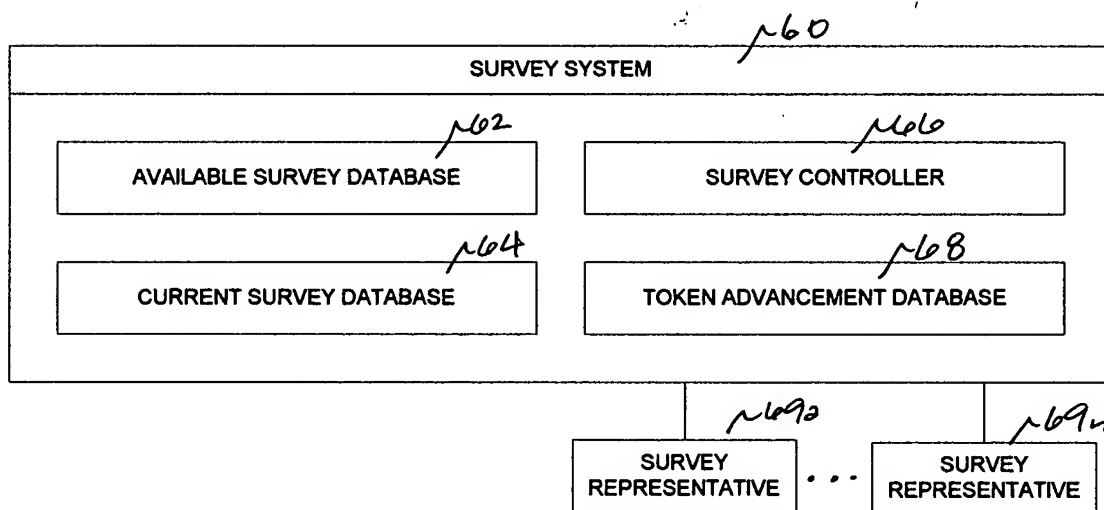 60
SURVEY SYSTEM
62
66
AVAILABLE SURVEY DATABASE
SURVEY CONTROLLER
64
68
CURRENT SURVEY DATABASE
TOKEN ADVANCEMENT DATABASE
69a
69n
SURVEY
REPRESENTATIVE
...
SURVEY
REPRESENTATIVE